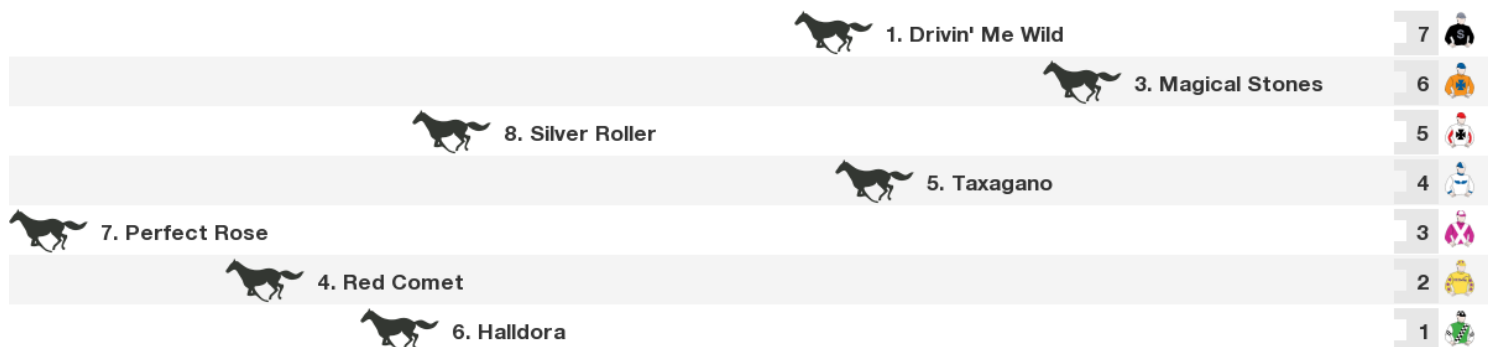 1. Drivin' Me Wild 7
3. Magical Stones 6
8. Silver Roller 5
5. Taxagano 4
7. Perfect Rose 3
4. Red Comet 2
6. Halldora 1